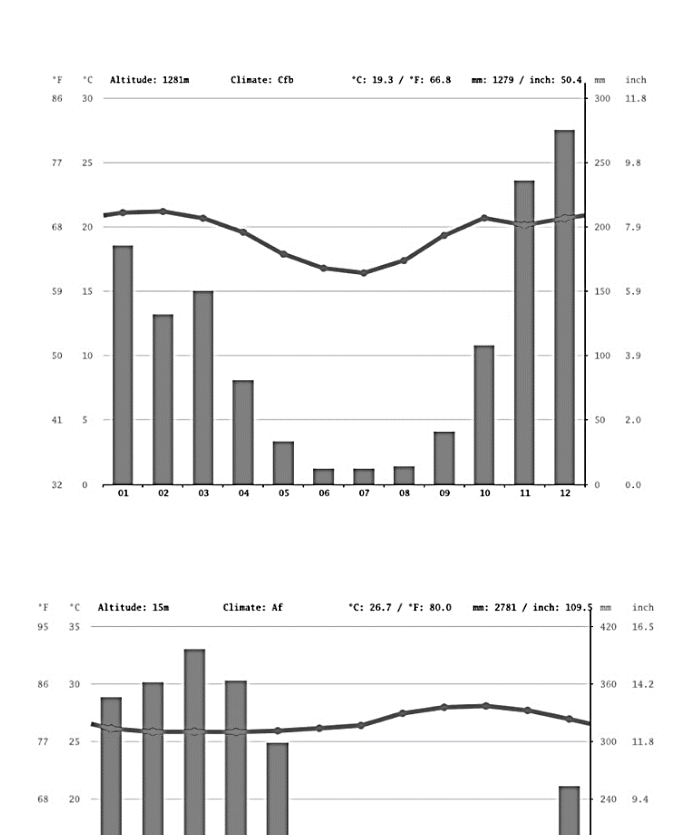 °F °C Altitude: 1281m Climate: Cfb °C: 19.3 / °F: 66.8 mm: 1279 / inch: 50.4 mm inch
86 30 300 11.8
77 25 250 9.8
68 20 200 7.9
59 15 150 5.9
50 10 100 3.9
41 5 50 2.0
32 0 0 0.0
01 02 03 04 05 06 07 08 09 10 11 12
°F °C Altitude: 15m Climate: Af °C: 26.7 / °F: 80.0 mm: 2781 / inch: 109.5 mm inch
95 35 420 16.5
86 30 360 14.2
77 25 300 11.8
68 20 240 9.4